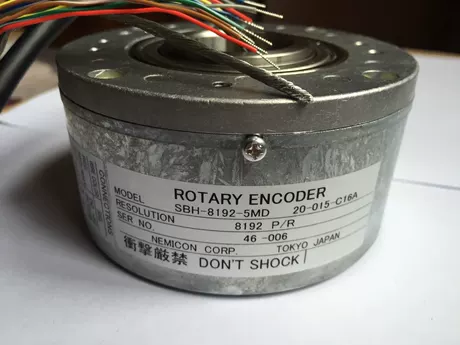 ROTARY ENCODER
MODEL SBH-8192-5MD 20-015-C16A
RESOLUTION 8192 P/R
SER NO. 46-006
NEMICON CORP. TOKYO JAPAN
衝撃厳禁 DON'T SHOCK
CONNECTIONS